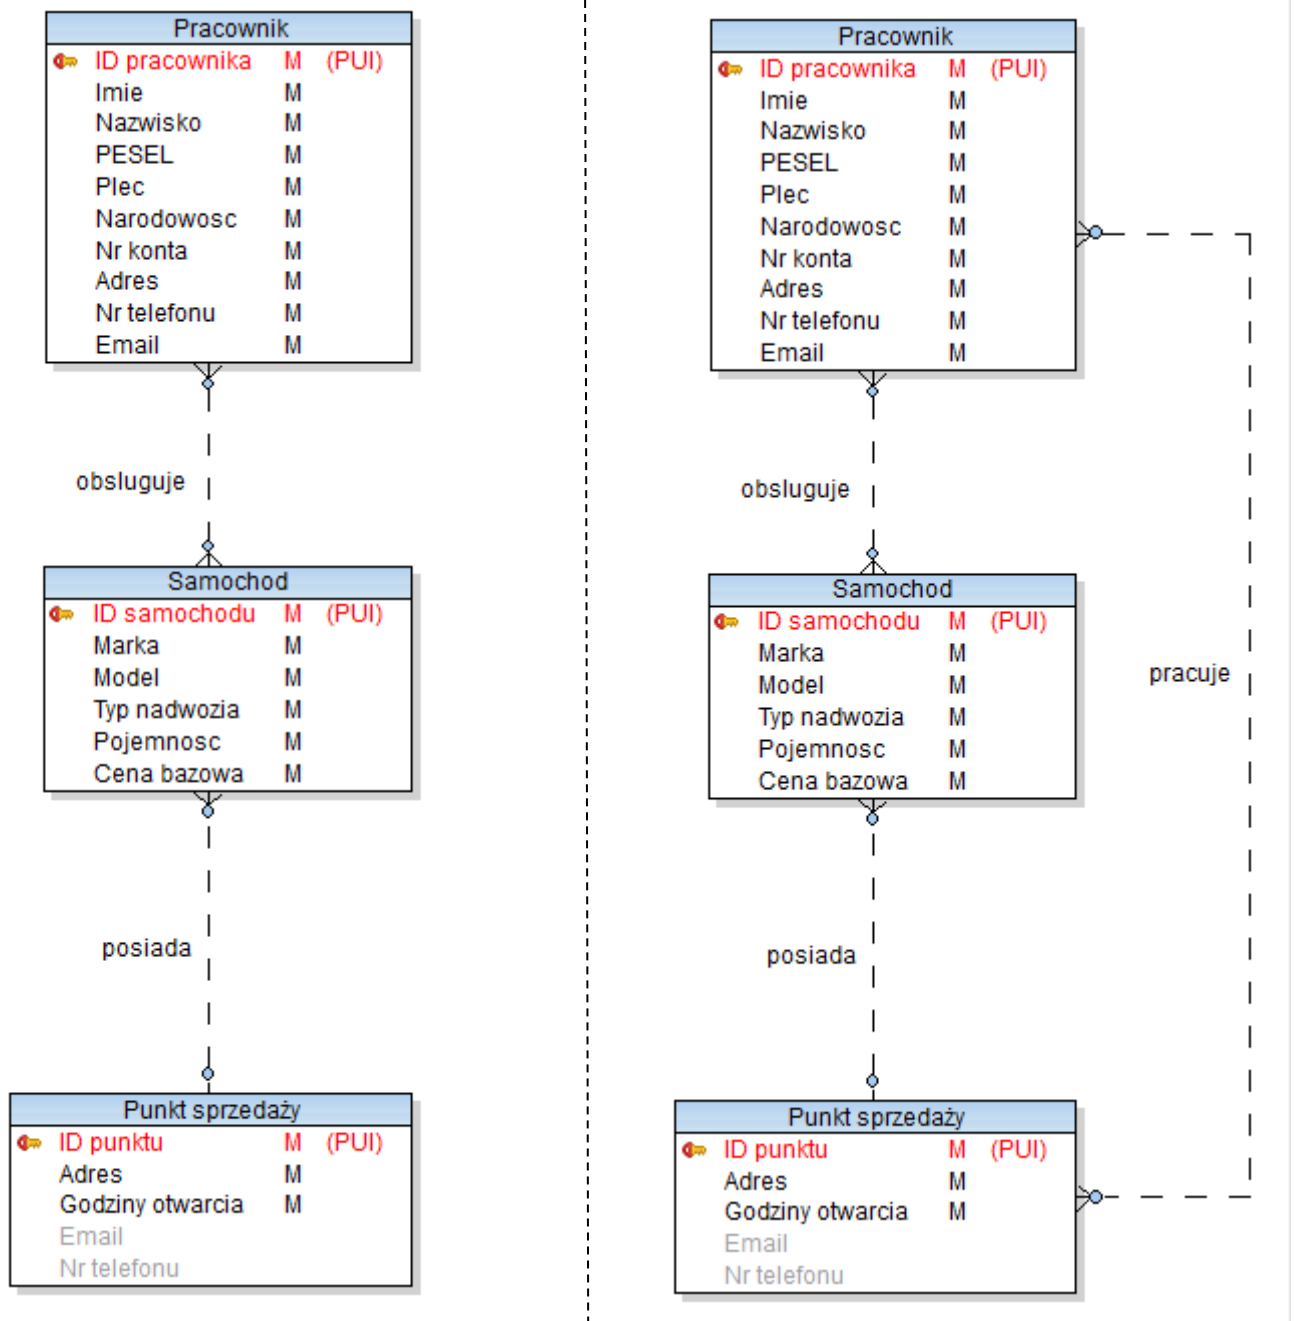 Pracownik
ID pracownika M (PUI)
Imie M
Nazwisko M
PESEL M
Plec M
Narodowosc M
Nr konta M
Adres M
Nr telefonu M
Email M
obsluguje
Samochod
ID samochodu M (PUI)
Marka M
Model M
Typ nadwozia M
Pojemnosc M
Cena bazowa M
posiada
Punkt sprzedaży
ID punktu M (PUI)
Adres M
Godziny otwarcia M
Email
Nr telefonu
Pracownik
ID pracownika M (PUI)
Imie M
Nazwisko M
PESEL M
Plec M
Narodowosc M
Nr konta M
Adres M
Nr telefonu M
Email M
obsluguje
Samochod
ID samochodu M (PUI)
Marka M
Model M
Typ nadwozia M
Pojemnosc M
Cena bazowa M
pracuje
posiada
Punkt sprzedaży
ID punktu M (PUI)
Adres M
Godziny otwarcia M
Email
Nr telefonu